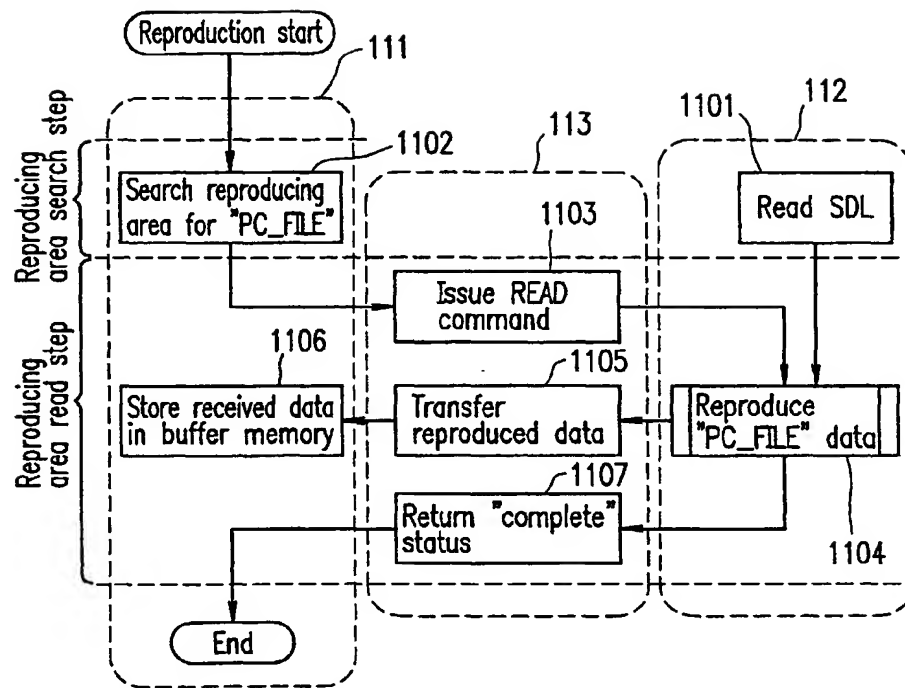 Reproduction start
111
112
113
1101
1102
Reproducing
area search step
Search reproducing
area for "PC_FILE"
Read SDL
1103
Issue READ
command
Reproducing
area read step
1106
1105
Store received data
in buffer memory
Transfer
reproduced data
Reproduce
"PC_FILE" data
1107
1104
Return "complete"
status
End